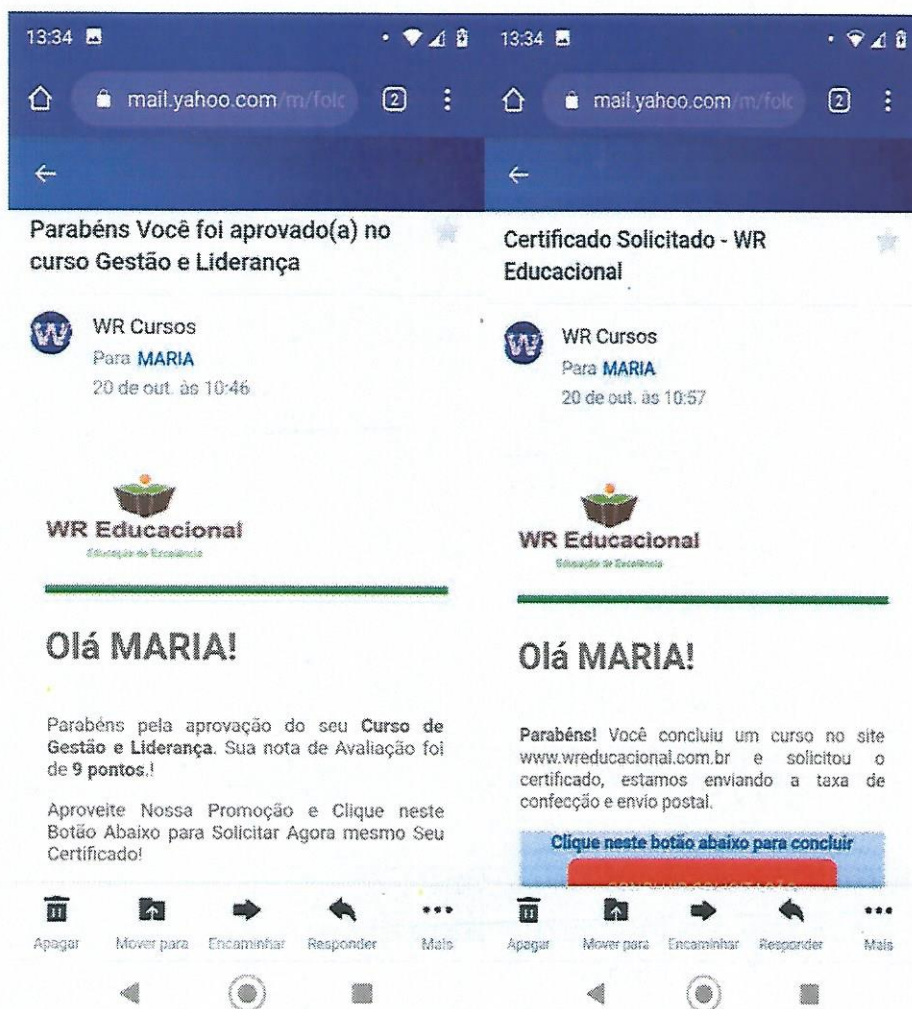 13:34
mail.yahoo.com/m/folc
2
Parabéns Você foi aprovado(a) no
curso Gestão e Liderança
WR Cursos
Para MARIA
20 de out. às 10:46
WR Educacional
Educação de Excelência
Olá MARIA!
Parabéns pela aprovação do seu Curso de
Gestão e Liderança. Sua nota de Avaliação foi
de 9 pontos.!
Aproveite Nossa Promoção e Clique neste
Botão Abaixo para Solicitar Agora mesmo Seu
Certificado!
Apagar Mover para Encaminhar Responder Mais
13:34
mail.yahoo.com/m/folc
2
Certificado Solicitado - WR
Educacional
WR Cursos
Para MARIA
20 de out. às 10:57
WR Educacional
Educação de Excelência
Olá MARIA!
Parabéns! Você concluiu um curso no site
www.wreducacional.com.br e solicitou o
certificado, estamos enviando a taxa de
confecção e envio postal.
Clique neste botão abaixo para concluir
Apagar Mover para Encaminhar Responder Mais